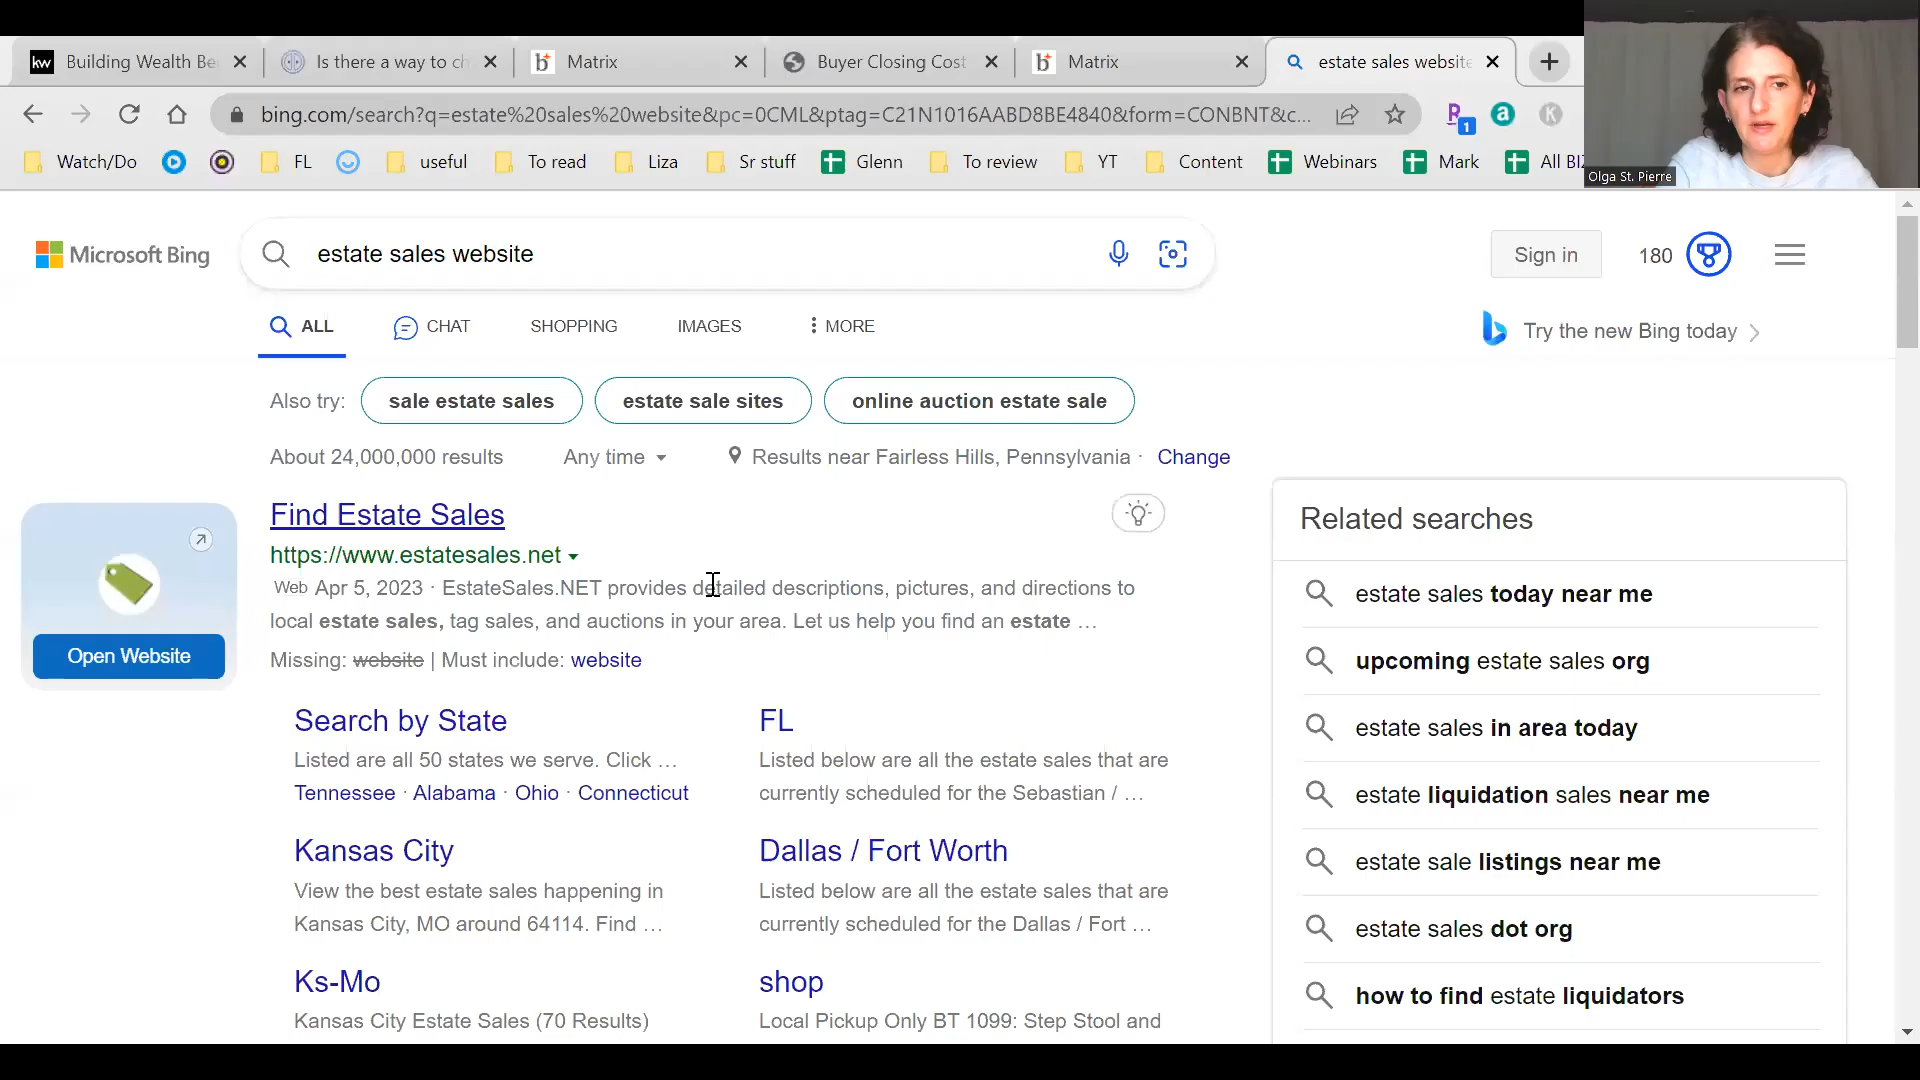 kw Building Wealth Be
Is there a way to ch
b Matrix
Buyer Closing Cost
b Matrix
estate sales website
bing.com/search?q=estate%20sales%20website&pc=0CML&ptag=C21N1016AABD8BE4840&form=CONBNT&c...
1
a
K
Watch/Do
FL
useful
To read
Liza
Sr stuff
Glenn
To review
YT
Content
Webinars
Mark
All BIZ
Olga St. Pierre
Microsoft Bing
estate sales website
Sign in
180
ALL
CHAT
SHOPPING
IMAGES
MORE
Try the new Bing today
Also try:
sale estate sales
estate sale sites
online auction estate sale
About 24,000,000 results
Any time
Results near Fairless Hills, Pennsylvania · Change
Find Estate Sales
https://www.estatesales.net
Web Apr 5, 2023 · EstateSales.NET provides detailed descriptions, pictures, and directions to
local estate sales, tag sales, and auctions in your area. Let us help you find an estate …
Missing: website | Must include: website
Open Website
Search by State
Listed are all 50 states we serve. Click …
Tennessee · Alabama · Ohio · Connecticut
FL
Listed below are all the estate sales that are
currently scheduled for the Sebastian / …
Kansas City
View the best estate sales happening in
Kansas City, MO around 64114. Find …
Dallas / Fort Worth
Listed below are all the estate sales that are
currently scheduled for the Dallas / Fort …
Ks-Mo
Kansas City Estate Sales (70 Results)
shop
Local Pickup Only BT 1099: Step Stool and
Related searches
estate sales today near me
upcoming estate sales org
estate sales in area today
estate liquidation sales near me
estate sale listings near me
estate sales dot org
how to find estate liquidators